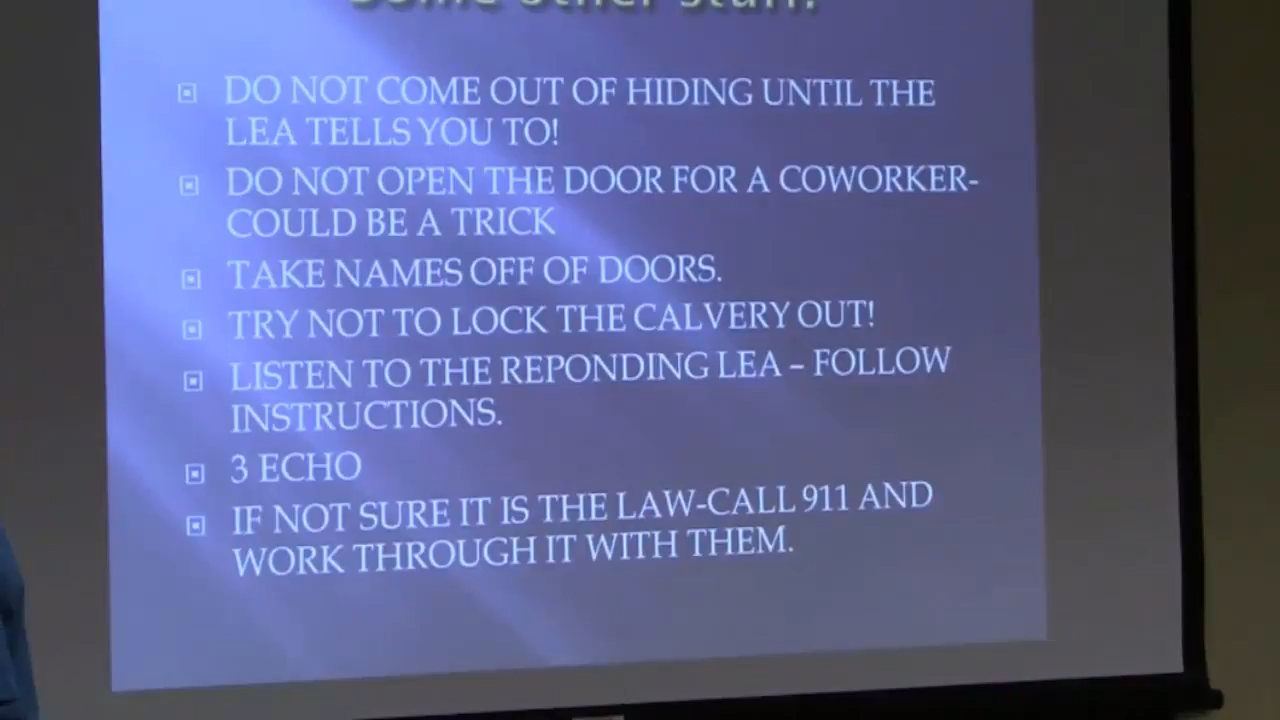 Some other stuff!
DO NOT COME OUT OF HIDING UNTIL THE
LEA TELLS YOU TO!
DO NOT OPEN THE DOOR FOR A COWORKER-
COULD BE A TRICK
TAKE NAMES OFF OF DOORS.
TRY NOT TO LOCK THE CALVERY OUT!
LISTEN TO THE REPONDING LEA – FOLLOW
INSTRUCTIONS.
3 ECHO
IF NOT SURE IT IS THE LAW-CALL 911 AND
WORK THROUGH IT WITH THEM.